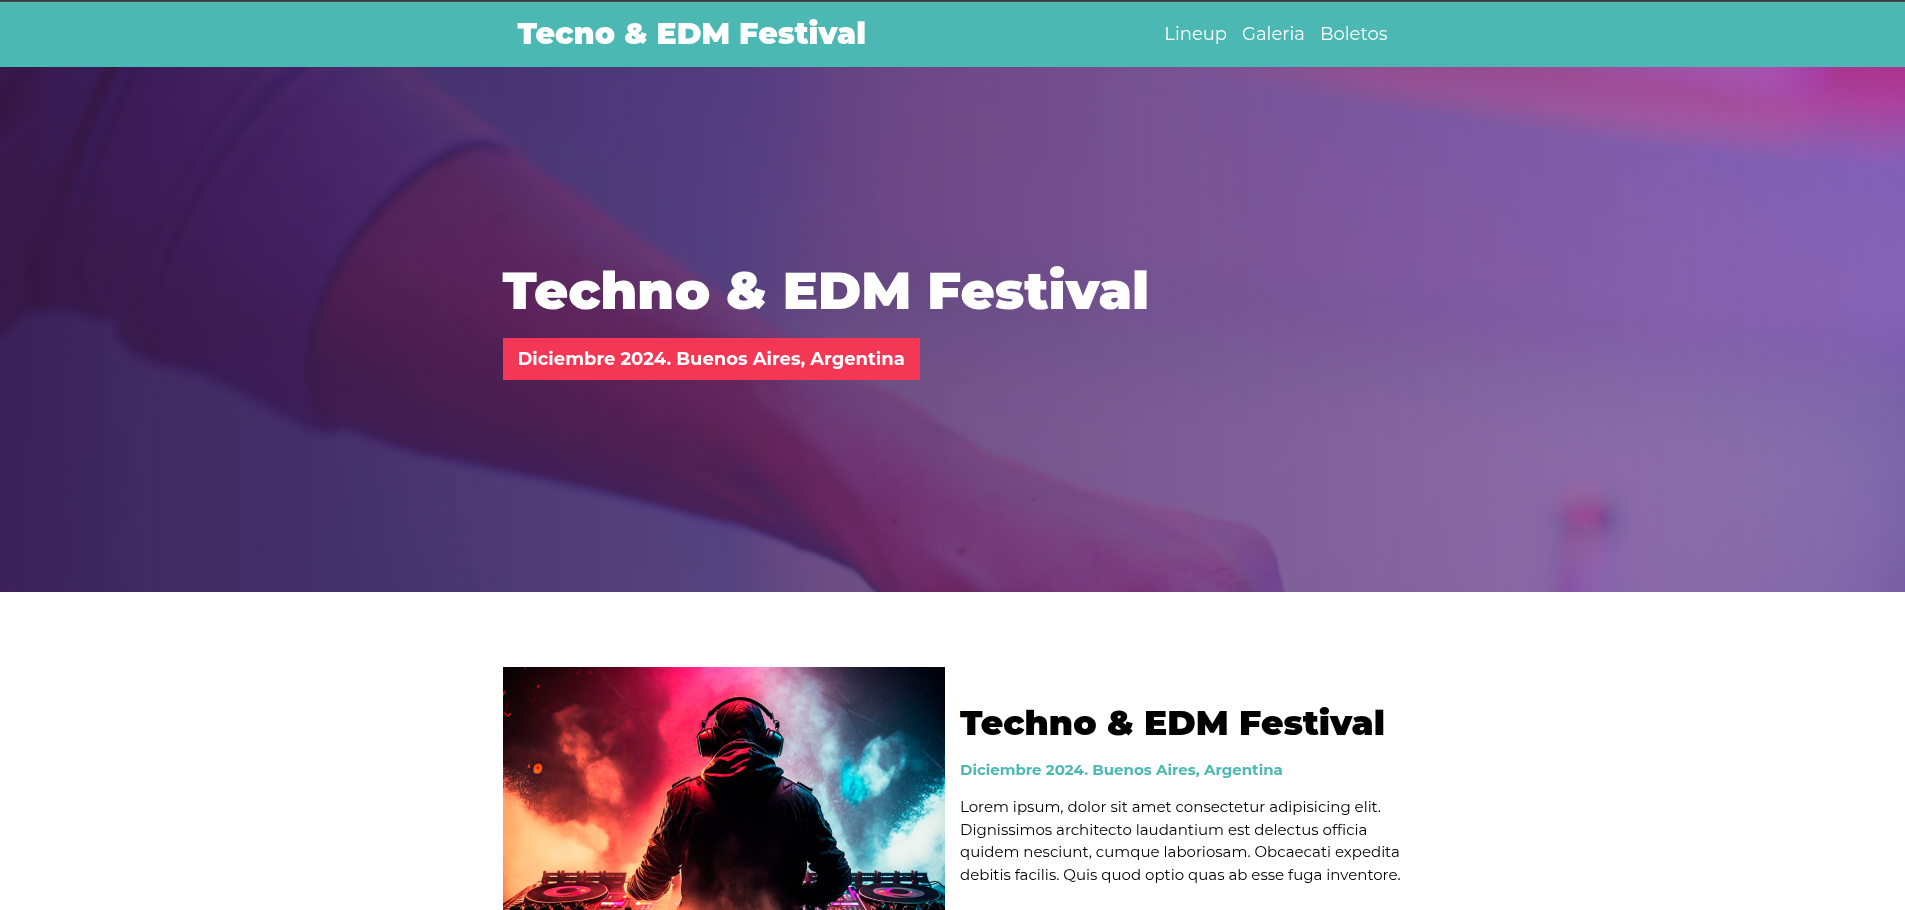 Tecno & EDM Festival
Lineup Galeria Boletos
Techno & EDM Festival
Diciembre 2024. Buenos Aires, Argentina
Techno & EDM Festival
Diciembre 2024. Buenos Aires, Argentina
Lorem ipsum, dolor sit amet consectetur adipisicing elit.
Dignissimos architecto laudantium est delectus officia
quidem nesciunt, cumque laboriosam. Obcaecati expedita
debitis facilis. Quis quod optio quas ab esse fuga inventore.